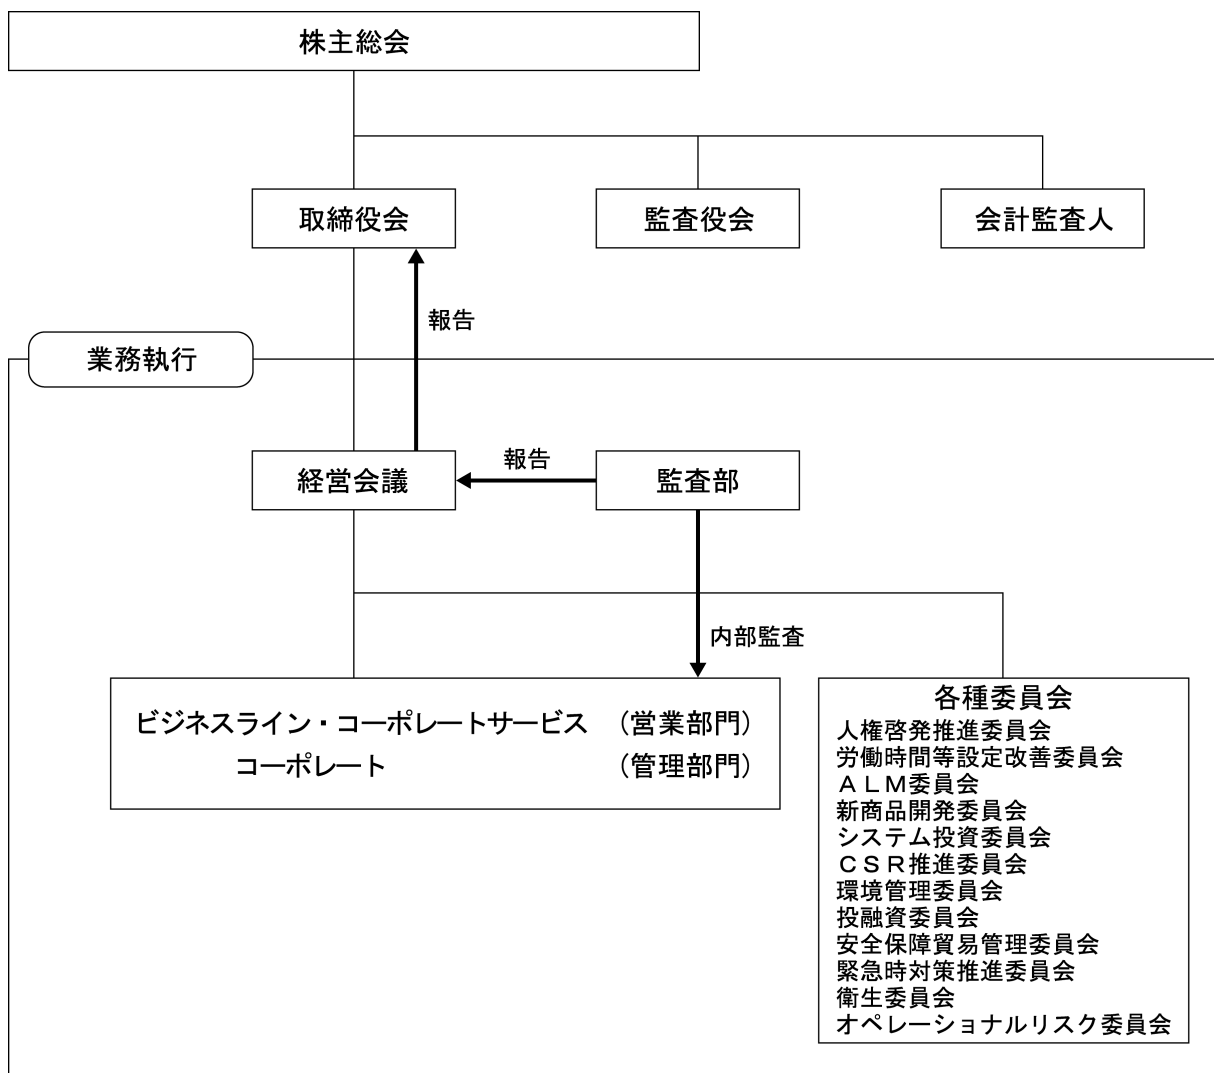 株主総会
取締役会
監査役会
会計監査人
報告
業務執行
経営会議
報告
監査部
内部監査
ビジネスライン・コーポレートサービス （営業部門）
コーポレート （管理部門）
各種委員会
人権啓発推進委員会
労働時間等設定改善委員会
ＡＬＭ委員会
新商品開発委員会
システム投資委員会
ＣＳＲ推進委員会
環境管理委員会
投融資委員会
安全保障貿易管理委員会
緊急時対策推進委員会
衛生委員会
オペレーショナルリスク委員会